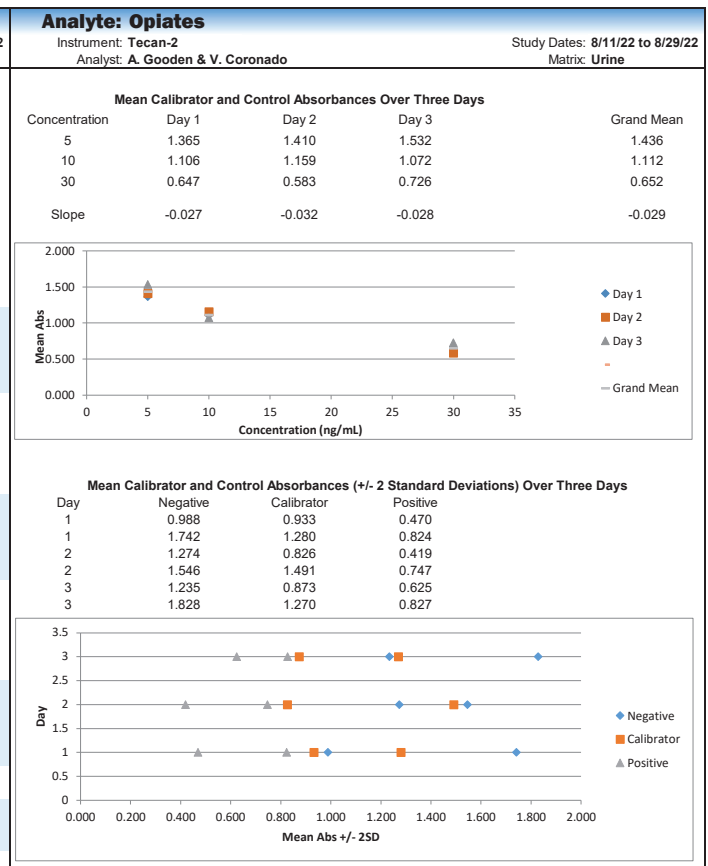 Analyte: Opiates
2
Instrument: Tecan-2 Study Dates: 8/11/22 to 8/29/22
Analyst: A. Gooden & V. Coronado Matrix: Urine
Mean Calibrator and Control Absorbances Over Three Days
Concentration Day 1 Day 2 Day 3 Grand Mean
5 1.365 1.410 1.532 1.436
10 1.106 1.159 1.072 1.112
30 0.647 0.583 0.726 0.652
Slope -0.027 -0.032 -0.028 -0.029
2.000
1.500
1.000
0.500
0.000
Mean Abs
0 5 10 15 20 25 30 35
Concentration (ng/mL)
Day 1
Day 2
Day 3
Grand Mean
Mean Calibrator and Control Absorbances (+/- 2 Standard Deviations) Over Three Days
Day Negative Calibrator Positive
1 0.988 0.933 0.470
1 1.742 1.280 0.824
2 1.274 0.826 0.419
2 1.546 1.491 0.747
3 1.235 0.873 0.625
3 1.828 1.270 0.827
3.5
3
2.5
2
1.5
1
0.5
0
Day
0.000 0.200 0.400 0.600 0.800 1.000 1.200 1.400 1.600 1.800 2.000
Mean Abs +/- 2SD
Negative
Calibrator
Positive